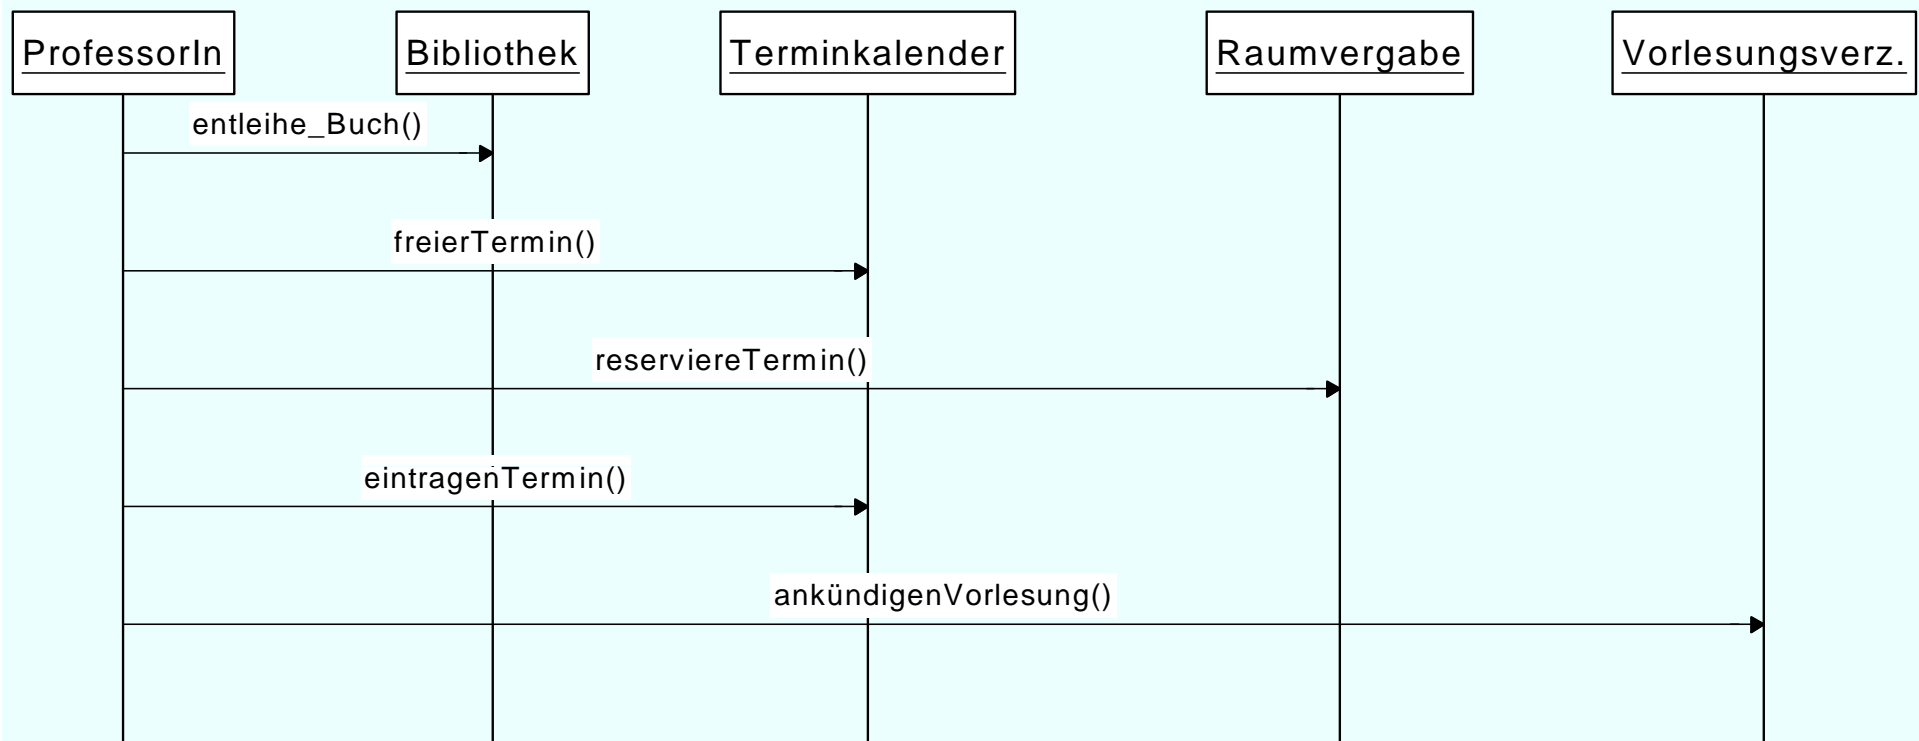 ProfessorIn
Bibliothek
Terminkalender
Raumvergabe
Vorlesungsverz.
entleihe_Buch()
freierTermin()
reserviereTermin()
eintragenTermin()
ankündigenVorlesung()